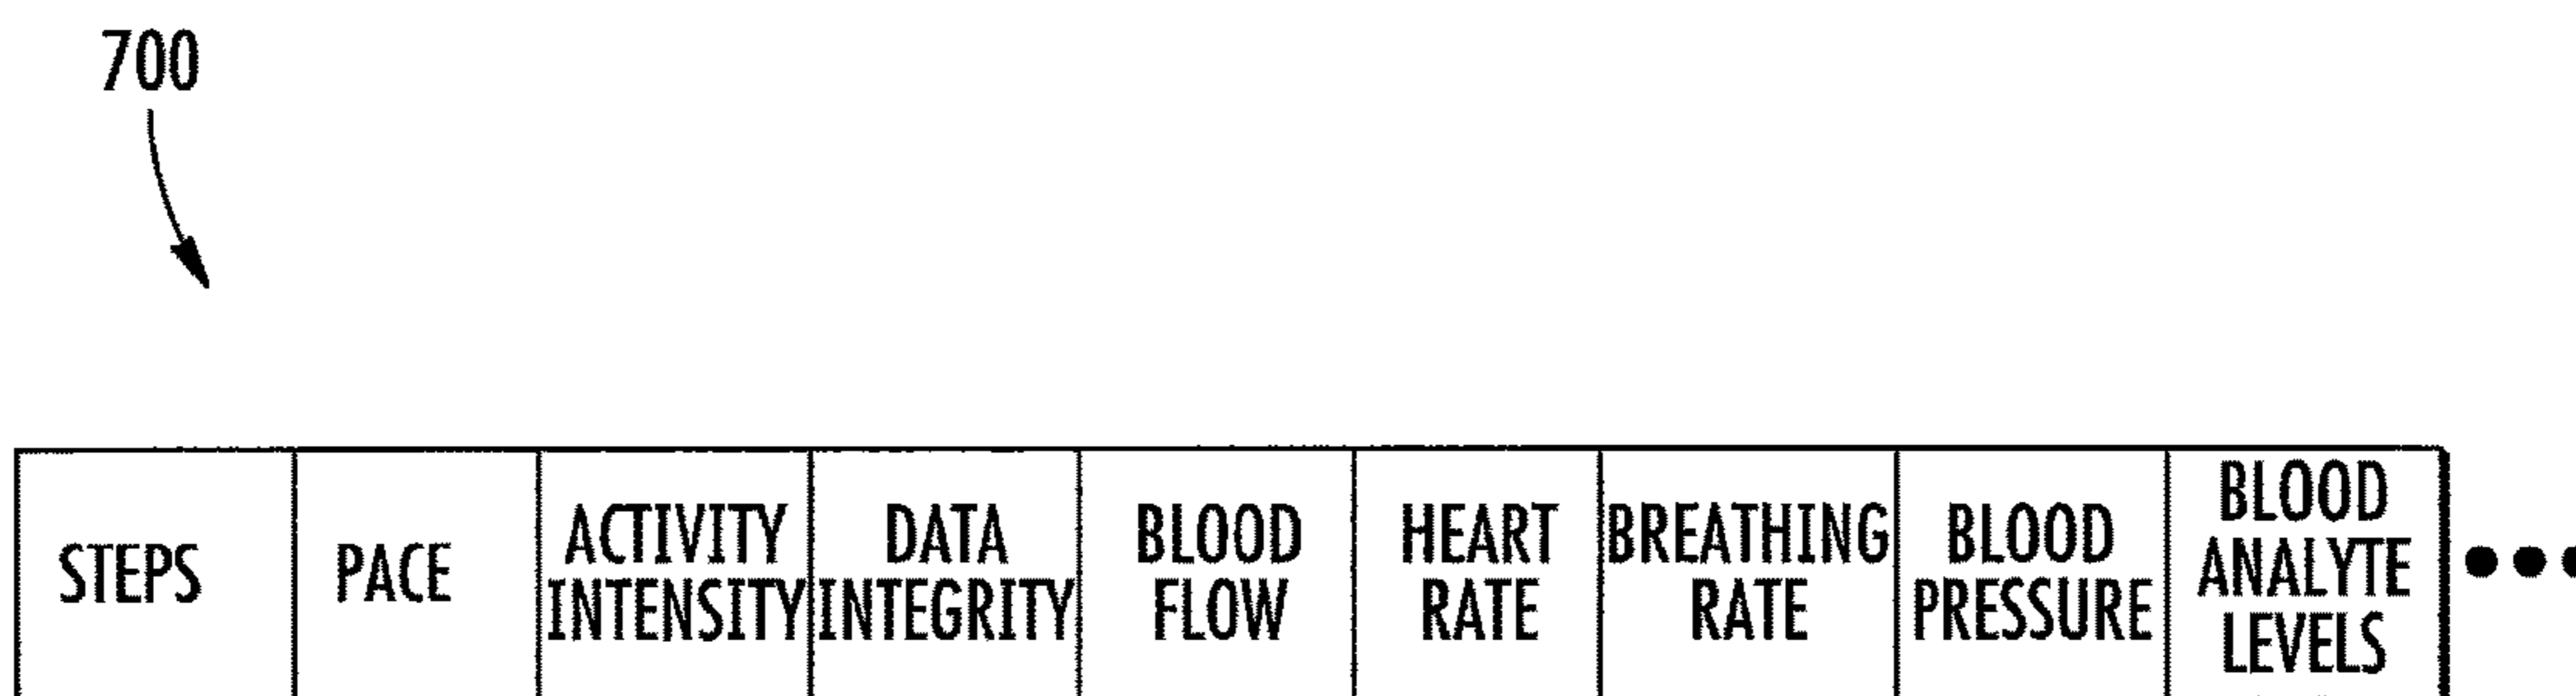 700
STEPS
PACE
ACTIVITY
INTENSITY
DATA
INTEGRITY
BLOOD
FLOW
HEART
RATE
BREATHING
RATE
BLOOD
PRESSURE
BLOOD
ANALYTE
LEVELS